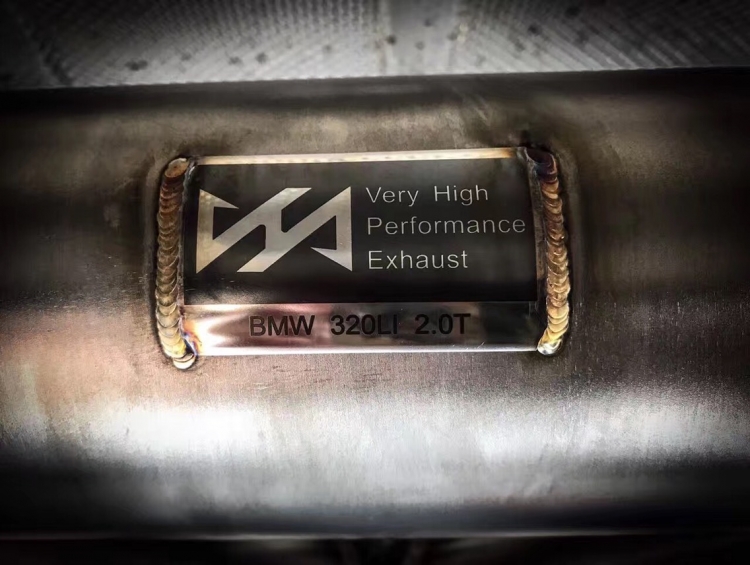 Very High
Performance
Exhaust
BMW 320LI 2.0T